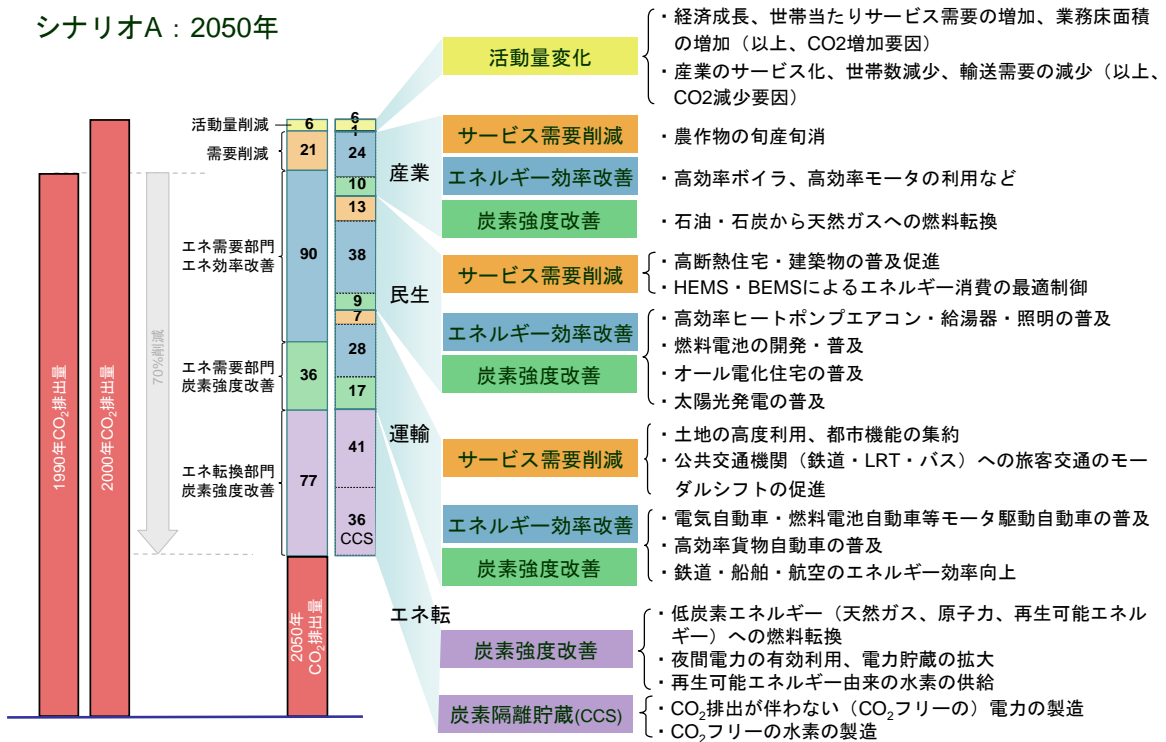 シナリオA：2050年
活動量削減
需要削減
エネ需要部門
エネ効率改善
エネ需要部門
炭素強度改善
エネ転換部門
炭素強度改善
1990年CO2排出量
2000年CO2排出量
70%削減
6
21
90
36
77
2050年
CO2排出量
6
1
24
10
13
38
9
7
28
17
41
36
CCS
活動量変化
・経済成長、世帯当たりサービス需要の増加、業務床面積
の増加（以上、CO2増加要因）
・産業のサービス化、世帯数減少、輸送需要の減少（以上、
CO2減少要因）
産業
サービス需要削減
・農作物の旬産旬消
エネルギー効率改善
・高効率ボイラ、高効率モータの利用など
炭素強度改善
・石油・石炭から天然ガスへの燃料転換
民生
サービス需要削減
・高断熱住宅・建築物の普及促進
・HEMS・BEMSによるエネルギー消費の最適制御
エネルギー効率改善
炭素強度改善
・高効率ヒートポンプエアコン・給湯器・照明の普及
・燃料電池の開発・普及
・オール電化住宅の普及
・太陽光発電の普及
運輸
サービス需要削減
・土地の高度利用、都市機能の集約
・公共交通機関（鉄道・LRT・バス）への旅客交通のモー
ダルシフトの促進
エネルギー効率改善
炭素強度改善
・電気自動車・燃料電池自動車等モータ駆動自動車の普及
・高効率貨物自動車の普及
・鉄道・船舶・航空のエネルギー効率向上
エネ転
炭素強度改善
・低炭素エネルギー（天然ガス、原子力、再生可能エネル
ギー）への燃料転換
・夜間電力の有効利用、電力貯蔵の拡大
・再生可能エネルギー由来の水素の供給
炭素隔離貯蔵(CCS)
・CO2排出が伴わない（CO2フリーの）電力の製造
・CO2フリーの水素の製造